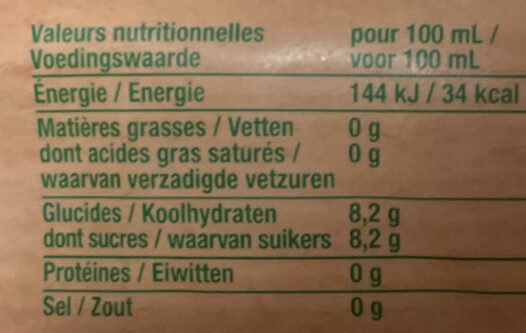 Valeurs nutritionnelles pour 100 mL /
Voedingswaarde voor 100 mL
Énergie / Energie 144 kJ / 34 kcal
Matières grasses / Vetten 0 g
dont acides gras saturés / 0 g
waarvan verzadigde vetzuren
Glucides / Koolhydraten 8,2 g
dont sucres / waarvan suikers 8,2 g
Protéines / Eiwitten 0 g
Sel / Zout 0 g